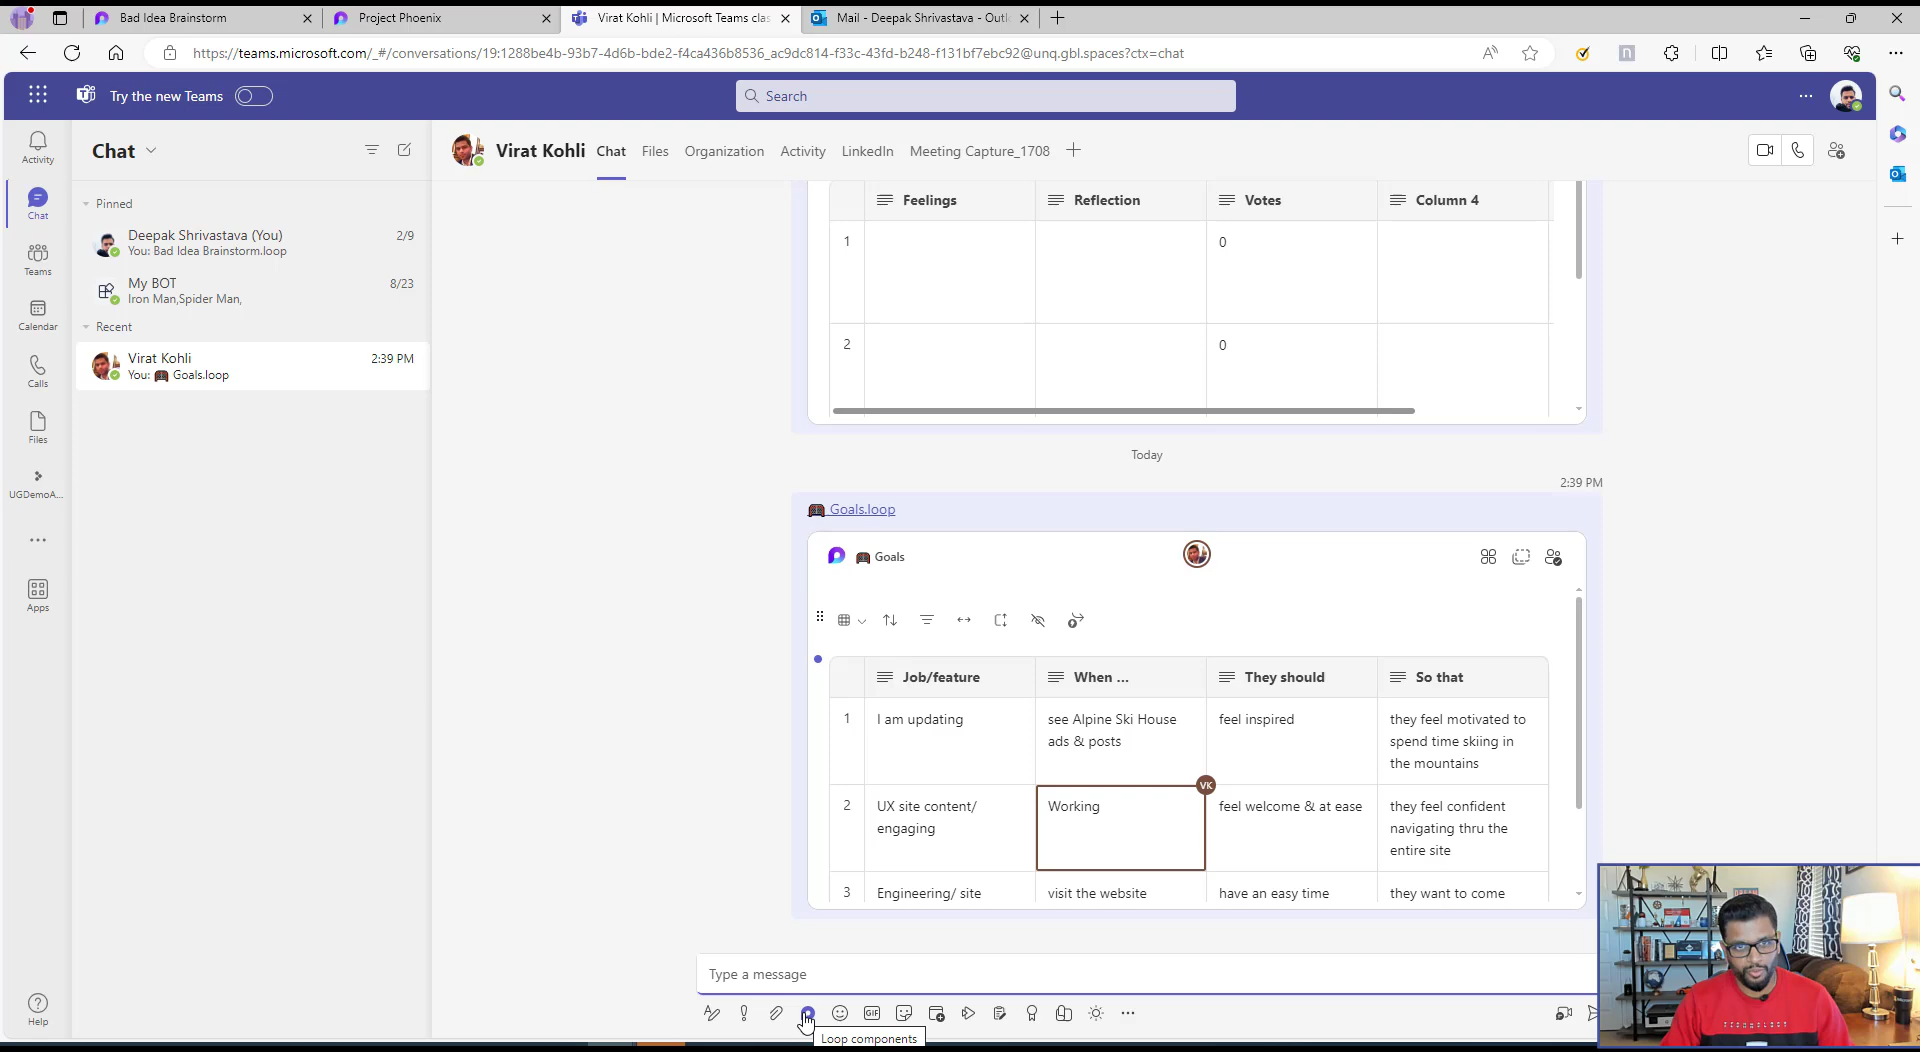 Bad Idea Brainstorm
Project Phoenix
Virat Kohli | Microsoft Teams clas
Mail - Deepak Shrivastava - Outl
https://teams.microsoft.com/_#/conversations/19:1288be4b-93b7-4d6b-bde2-f4ca436b8536_ac9dc814-f33c-43fd-b248-f131bf7ebc92@unq.gbl.spaces?ctx=chat
Try the new Teams
Search
Activity
Chat
Teams
Calendar
Calls
Files
UGDemoA...
Apps
Help
Chat
Pinned
Deepak Shrivastava (You) 2/9
You: Bad Idea Brainstorm.loop
My BOT 8/23
Iron Man,Spider Man,
Recent
Virat Kohli 2:39 PM
You: Goals.loop
Virat Kohli Chat Files Organization Activity LinkedIn Meeting Capture_1708
Feelings Reflection Votes Column 4
1 0
2 0
Today
2:39 PM
Goals.loop
Goals
Job/feature When ... They should So that
1 I am updating see Alpine Ski House feel inspired they feel motivated to
ads & posts spend time skiing in
the mountains
VK
2 UX site content/ Working feel welcome & at ease they feel confident
engaging navigating thru the
entire site
3 Engineering/ site visit the website have an easy time they want to come
Type a message
GIF
Loop components